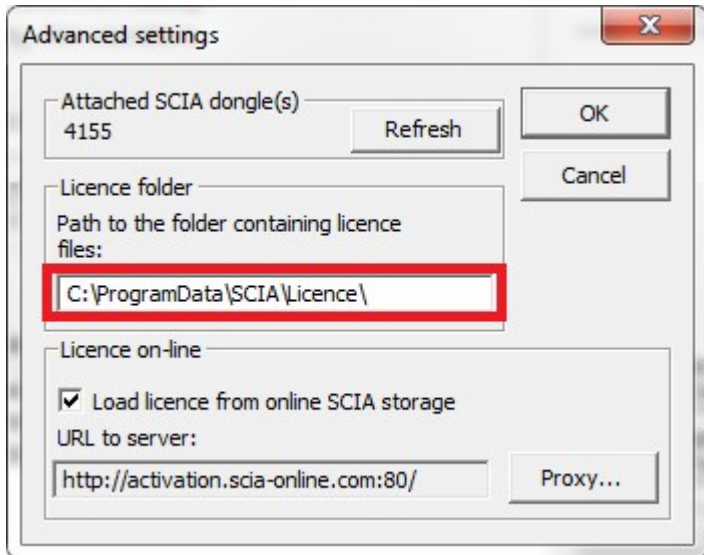 Advanced settings
Attached SCIA dongle(s)
4155
Refresh
OK
Cancel
Licence folder
Path to the folder containing licence
files:
C:\ProgramData\SCIA\Licence\
Licence on-line
Load licence from online SCIA storage
URL to server:
http://activation.scia-online.com:80/
Proxy...